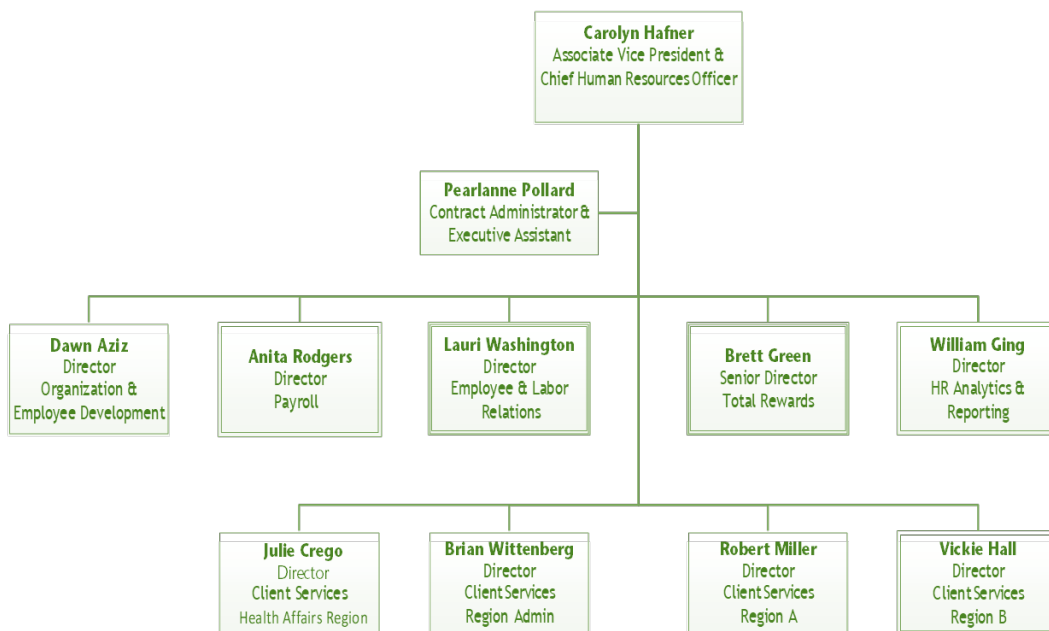 Carolyn Hafner
Associate Vice President &
Chief Human Resources Officer
Pearlanne Pollard
Contract Administrator &
Executive Assistant
Dawn Aziz
Director
Organization &
Employee Development
Anita Rodgers
Director
Payroll
Lauri Washington
Director
Employee & Labor
Relations
Brett Green
Senior Director
Total Rewards
William Ging
Director
HR Analytics &
Reporting
Julie Crego
Director
Client Services
Health Affairs Region
Brian Wittenberg
Director
Client Services
Region Admin
Robert Miller
Director
Client Services
Region A
Vickie Hall
Director
Client Services
Region B